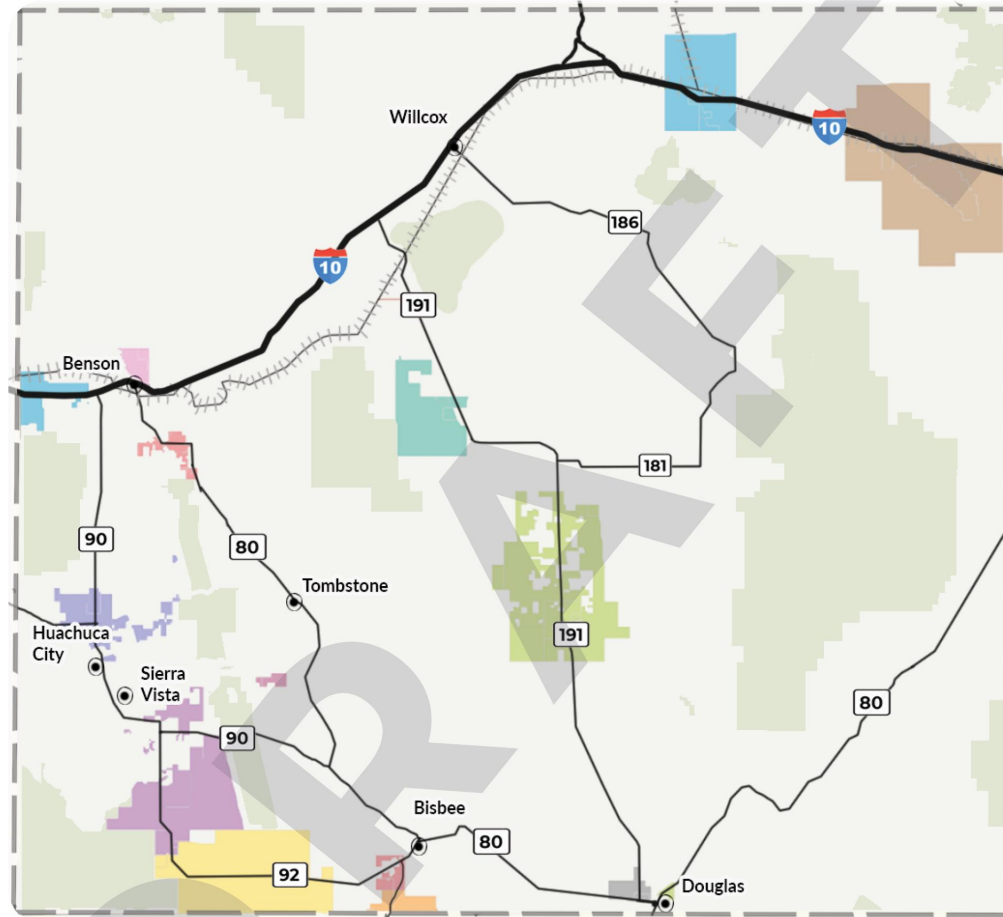 Willcox
10
186
10
191
Benson
181
90
80
Tombstone
Huachuca
City
191
Sierra
Vista
80
90
Bisbee
80
92
Douglas
DRAFT